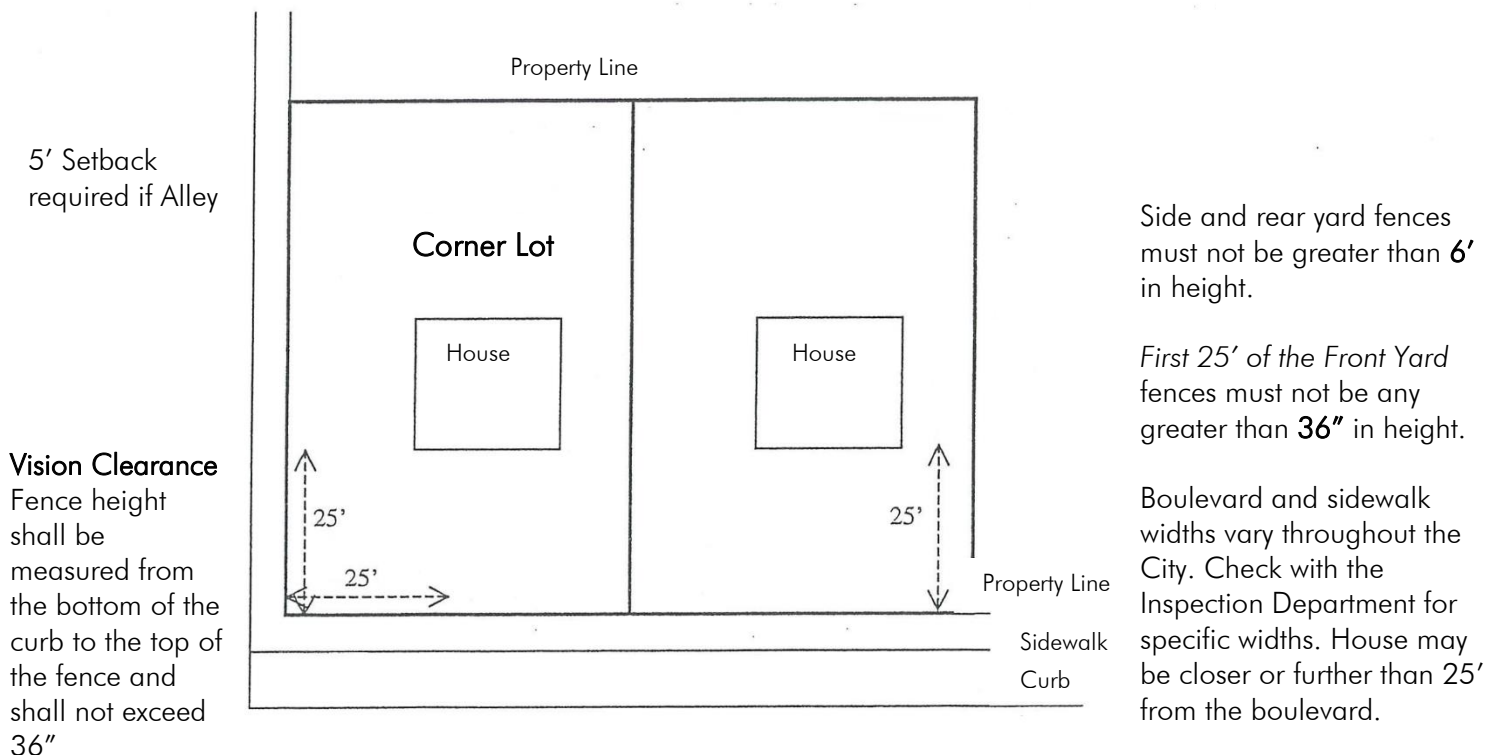 Property Line
5′ Setback
required if Alley
Corner Lot
House
House
25'
25'
25'
Vision Clearance
Fence height
shall be
measured from
the bottom of the
curb to the top of
the fence and
shall not exceed
36″
Property Line
Sidewalk
Curb
Side and rear yard fences
must not be greater than 6′
in height.
First 25′ of the Front Yard
fences must not be any
greater than 36″ in height.
Boulevard and sidewalk
widths vary throughout the
City. Check with the
Inspection Department for
specific widths. House may
be closer or further than 25′
from the boulevard.